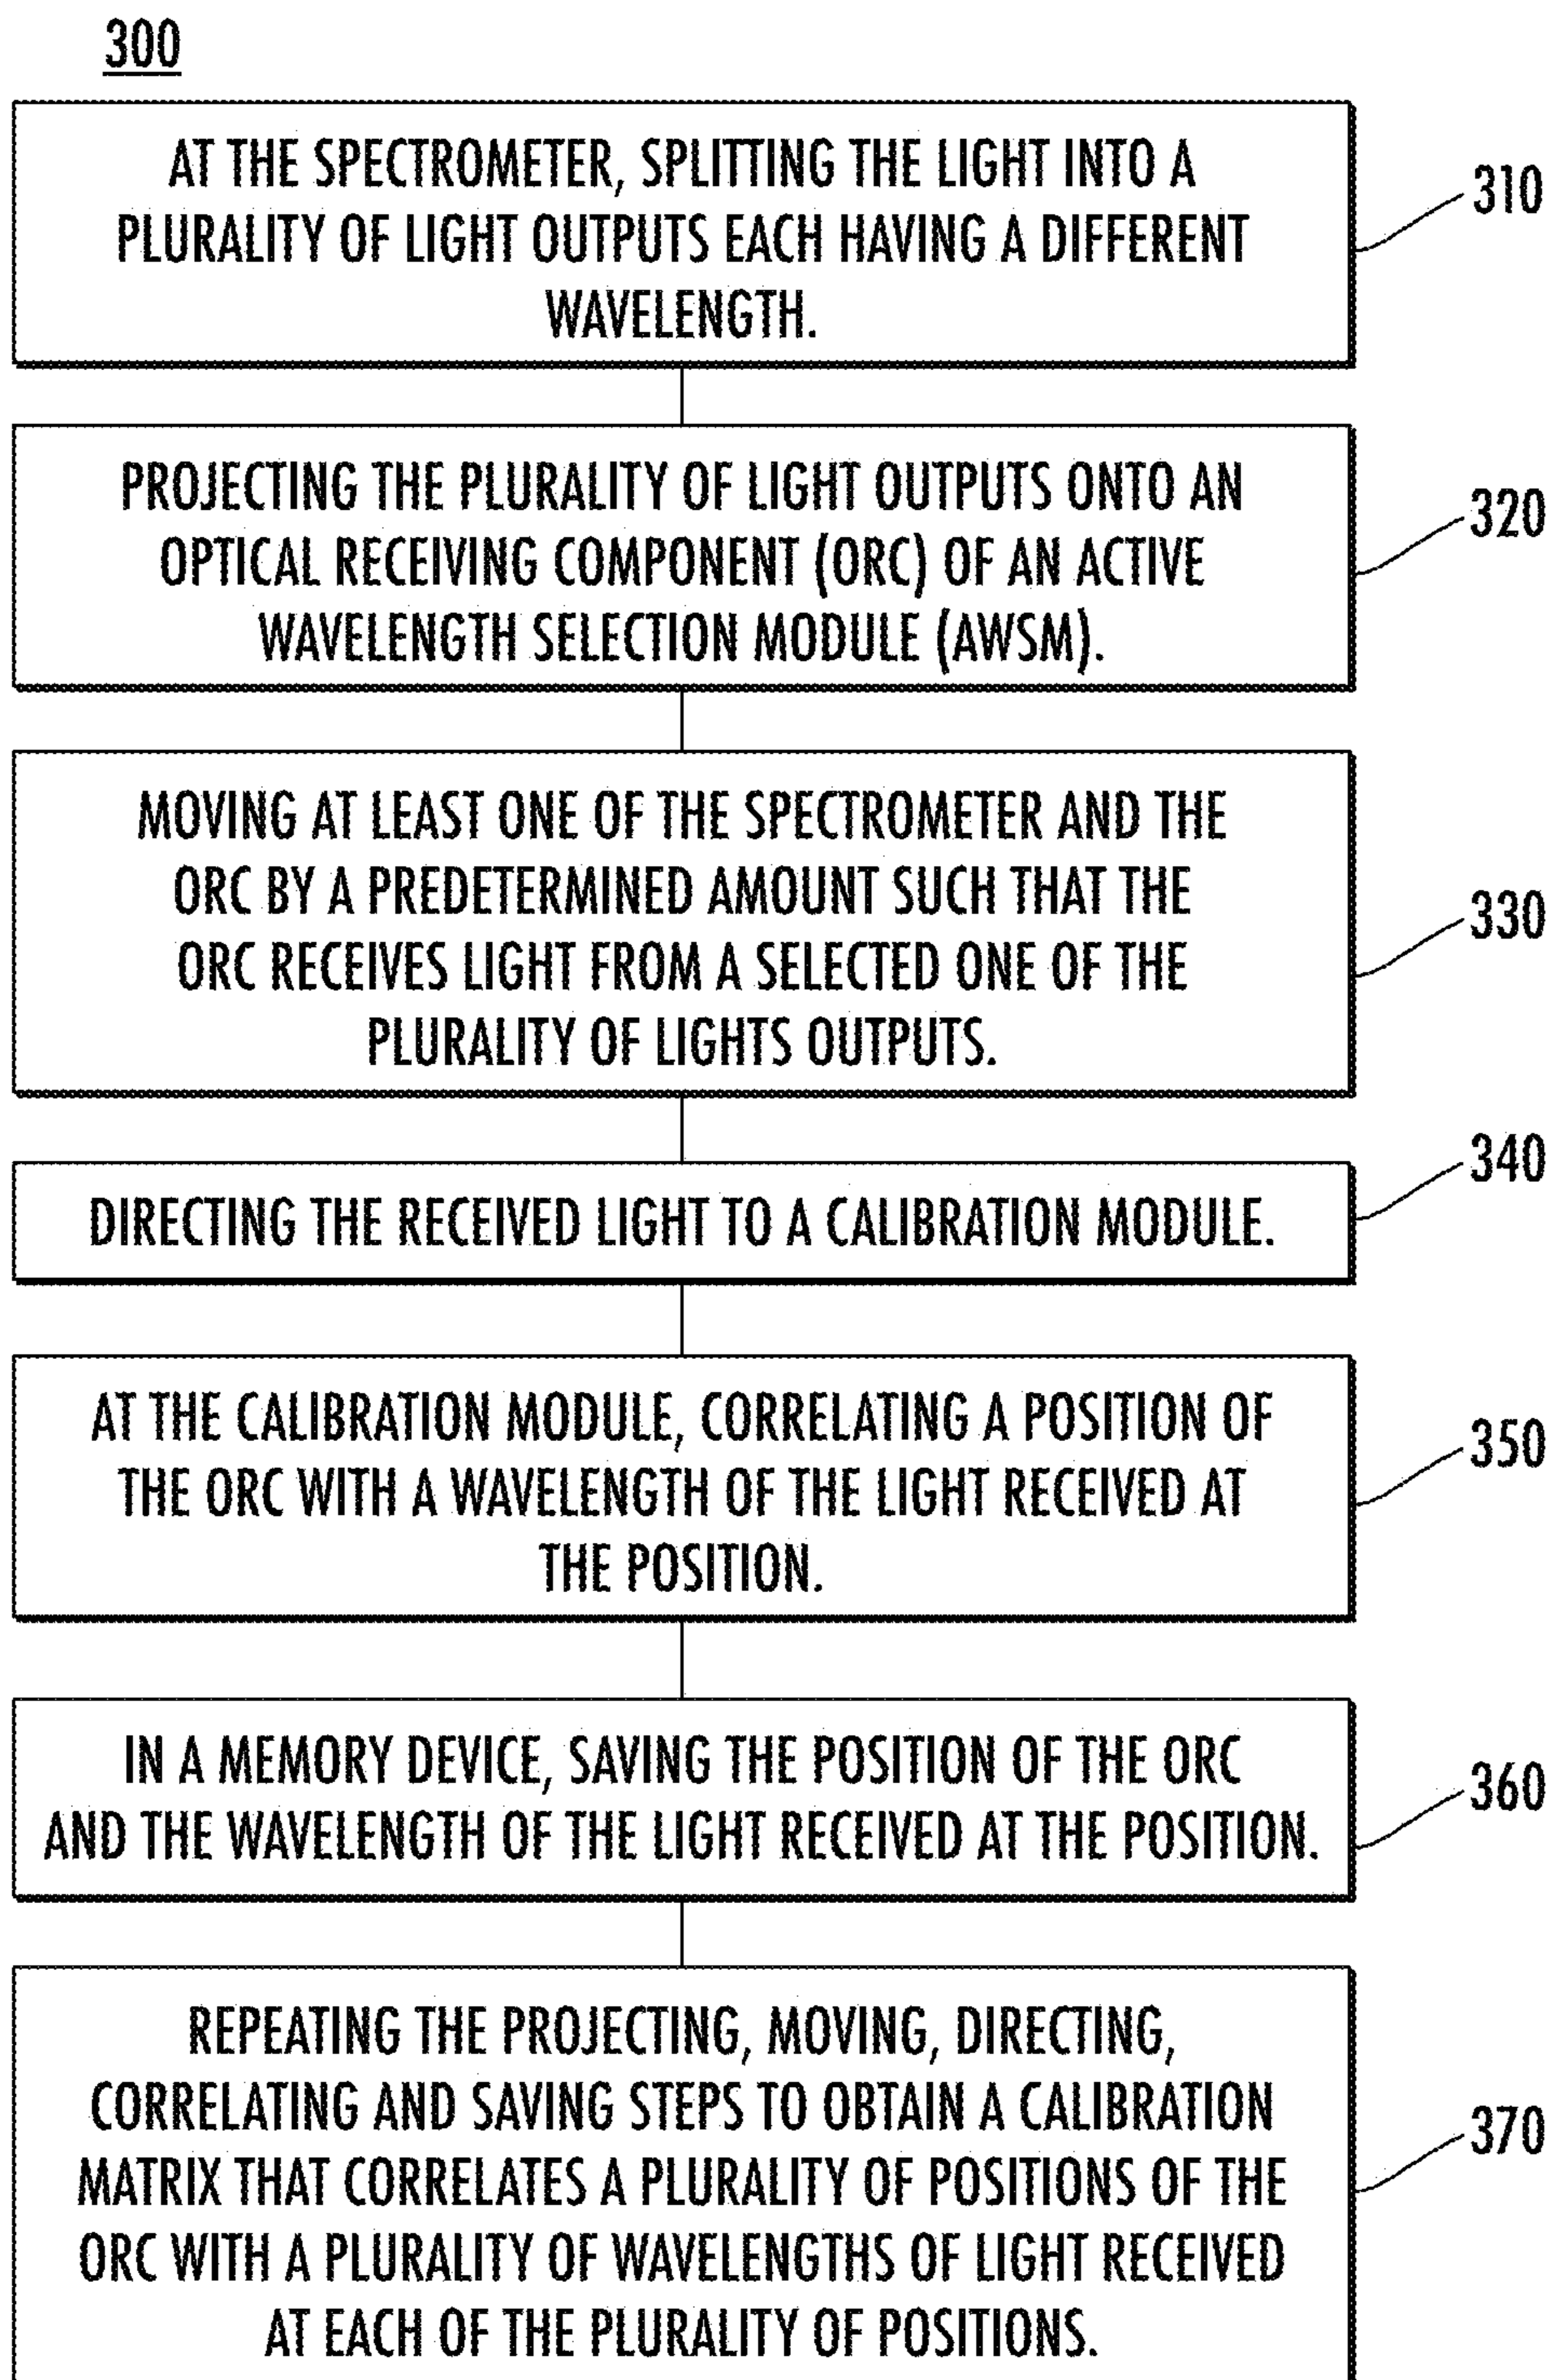 300
AT THE SPECTROMETER, SPLITTING THE LIGHT INTO A
PLURALITY OF LIGHT OUTPUTS EACH HAVING A DIFFERENT
WAVELENGTH.
310
PROJECTING THE PLURALITY OF LIGHT OUTPUTS ONTO AN
OPTICAL RECEIVING COMPONENT (ORC) OF AN ACTIVE
WAVELENGTH SELECTION MODULE (AWSM).
320
MOVING AT LEAST ONE OF THE SPECTROMETER AND THE
ORC BY A PREDETERMINED AMOUNT SUCH THAT THE
ORC RECEIVES LIGHT FROM A SELECTED ONE OF THE
PLURALITY OF LIGHTS OUTPUTS.
330
DIRECTING THE RECEIVED LIGHT TO A CALIBRATION MODULE.
340
AT THE CALIBRATION MODULE, CORRELATING A POSITION OF
THE ORC WITH A WAVELENGTH OF THE LIGHT RECEIVED AT
THE POSITION.
350
IN A MEMORY DEVICE, SAVING THE POSITION OF THE ORC
AND THE WAVELENGTH OF THE LIGHT RECEIVED AT THE POSITION.
360
REPEATING THE PROJECTING, MOVING, DIRECTING,
CORRELATING AND SAVING STEPS TO OBTAIN A CALIBRATION
MATRIX THAT CORRELATES A PLURALITY OF POSITIONS OF THE
ORC WITH A PLURALITY OF WAVELENGTHS OF LIGHT RECEIVED
AT EACH OF THE PLURALITY OF POSITIONS.
370